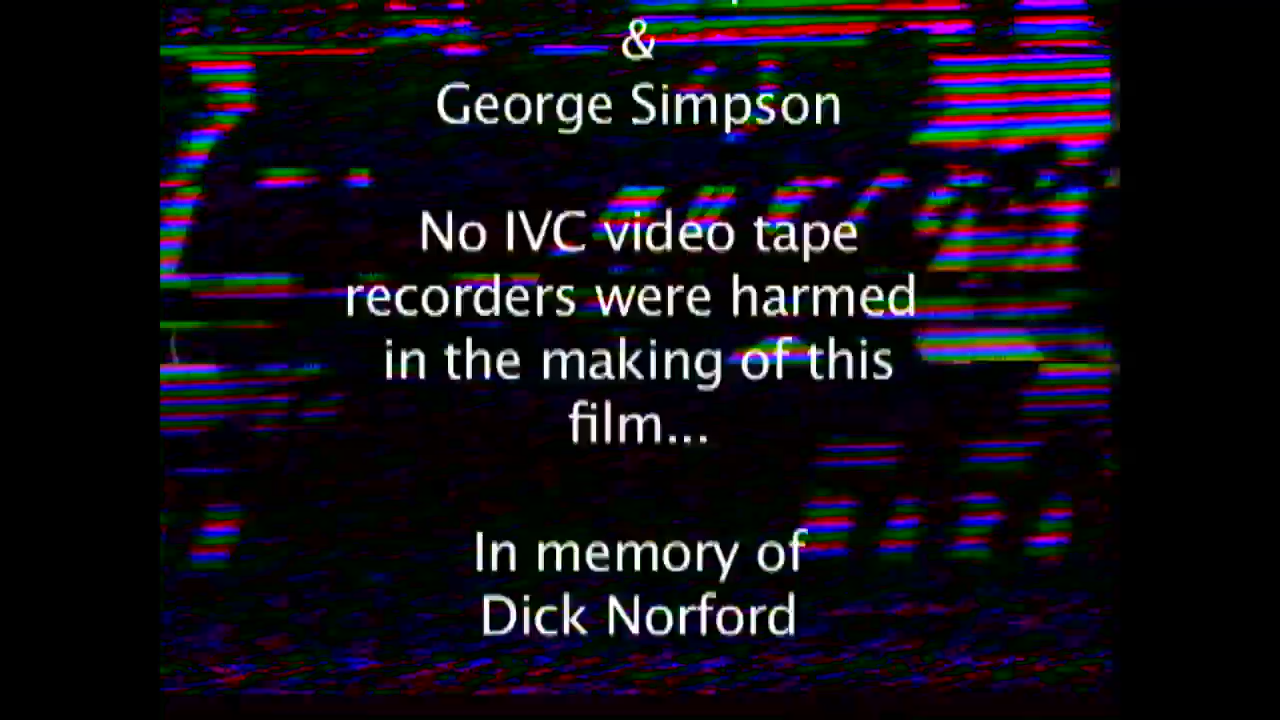 &
George Simpson
No IVC video tape
recorders were harmed
in the making of this
film...
In memory of
Dick Norford